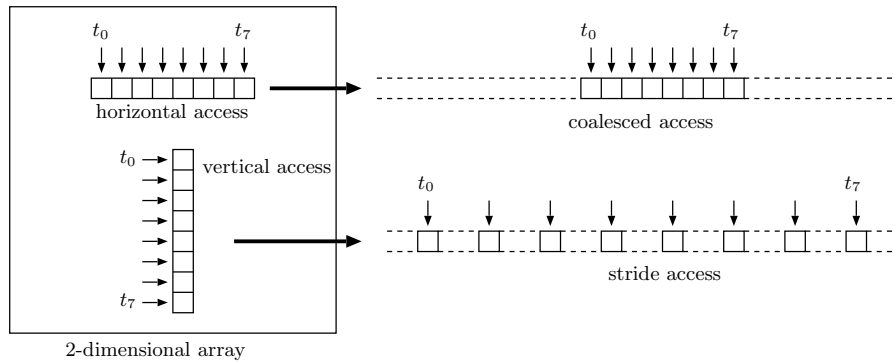 t₀ t₇
horizontal access
t₀ t₇
coalesced access
t₀
vertical access
t₇
t₀ t₇
stride access
2-dimensional array